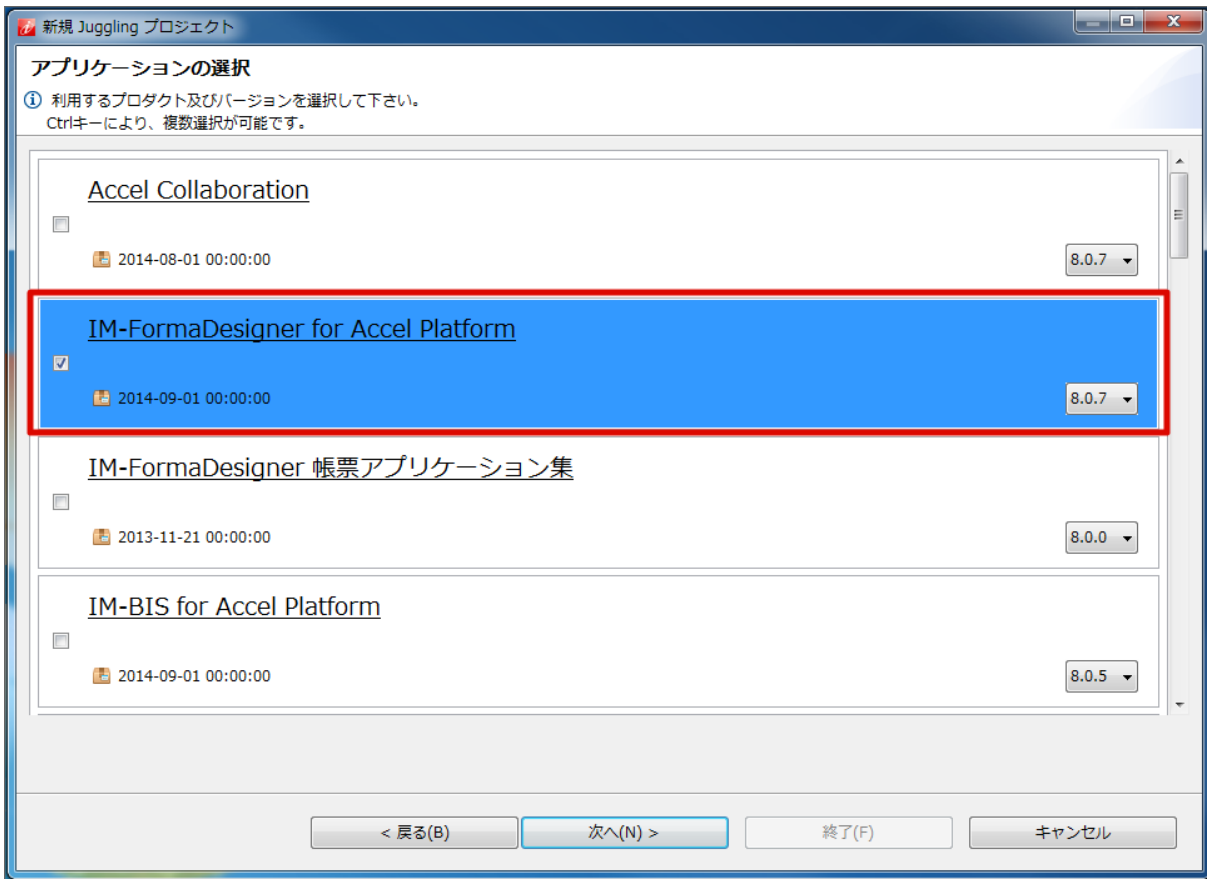 新規 Juggling プロジェクト
アプリケーションの選択
利用するプロダクト及びバージョンを選択して下さい。
Ctrlキーにより、複数選択が可能です。
Accel Collaboration
2014-08-01 00:00:00
8.0.7
IM-FormaDesigner for Accel Platform
2014-09-01 00:00:00
8.0.7
IM-FormaDesigner 帳票アプリケーション集
2013-11-21 00:00:00
8.0.0
IM-BIS for Accel Platform
2014-09-01 00:00:00
8.0.5
< 戻る(B)
次へ(N) >
終了(F)
キャンセル